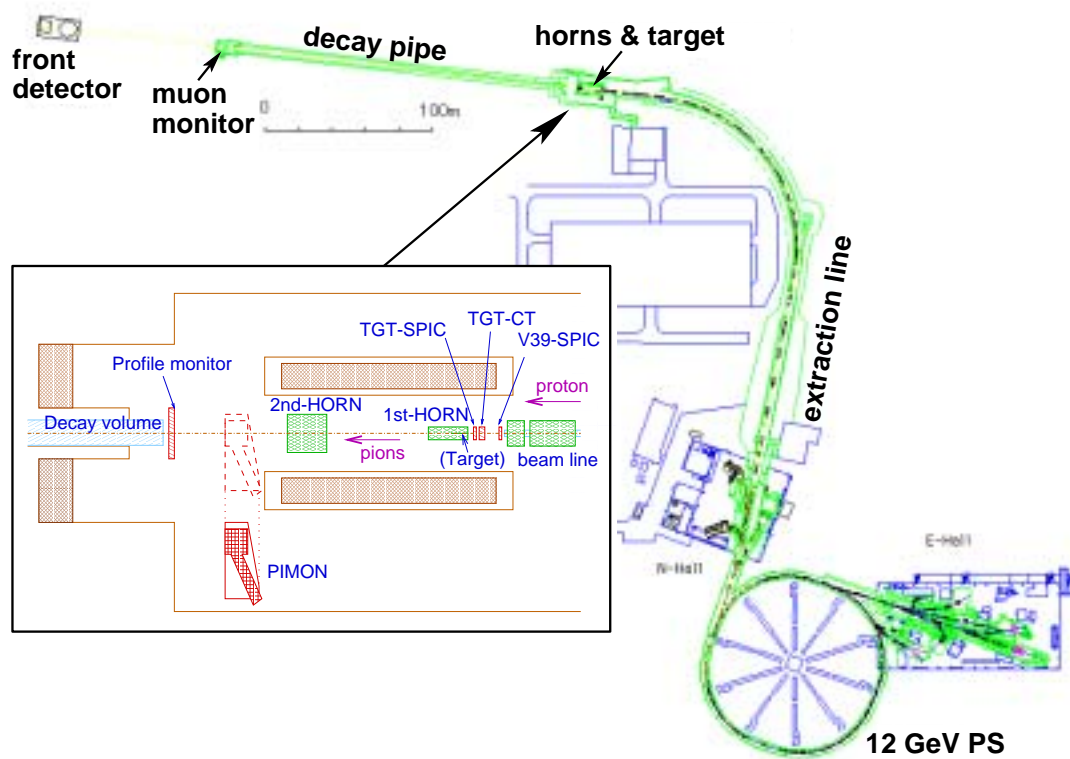 front
detector
muon
monitor
decay pipe
horns & target
0
100m
extraction line
TGT-SPIC
TGT-CT
V39-SPIC
Profile monitor
proton
2nd-HORN
1st-HORN
Decay volume
pions
(Target)
beam line
PIMON
N-Hall
E-Hall
12 GeV PS